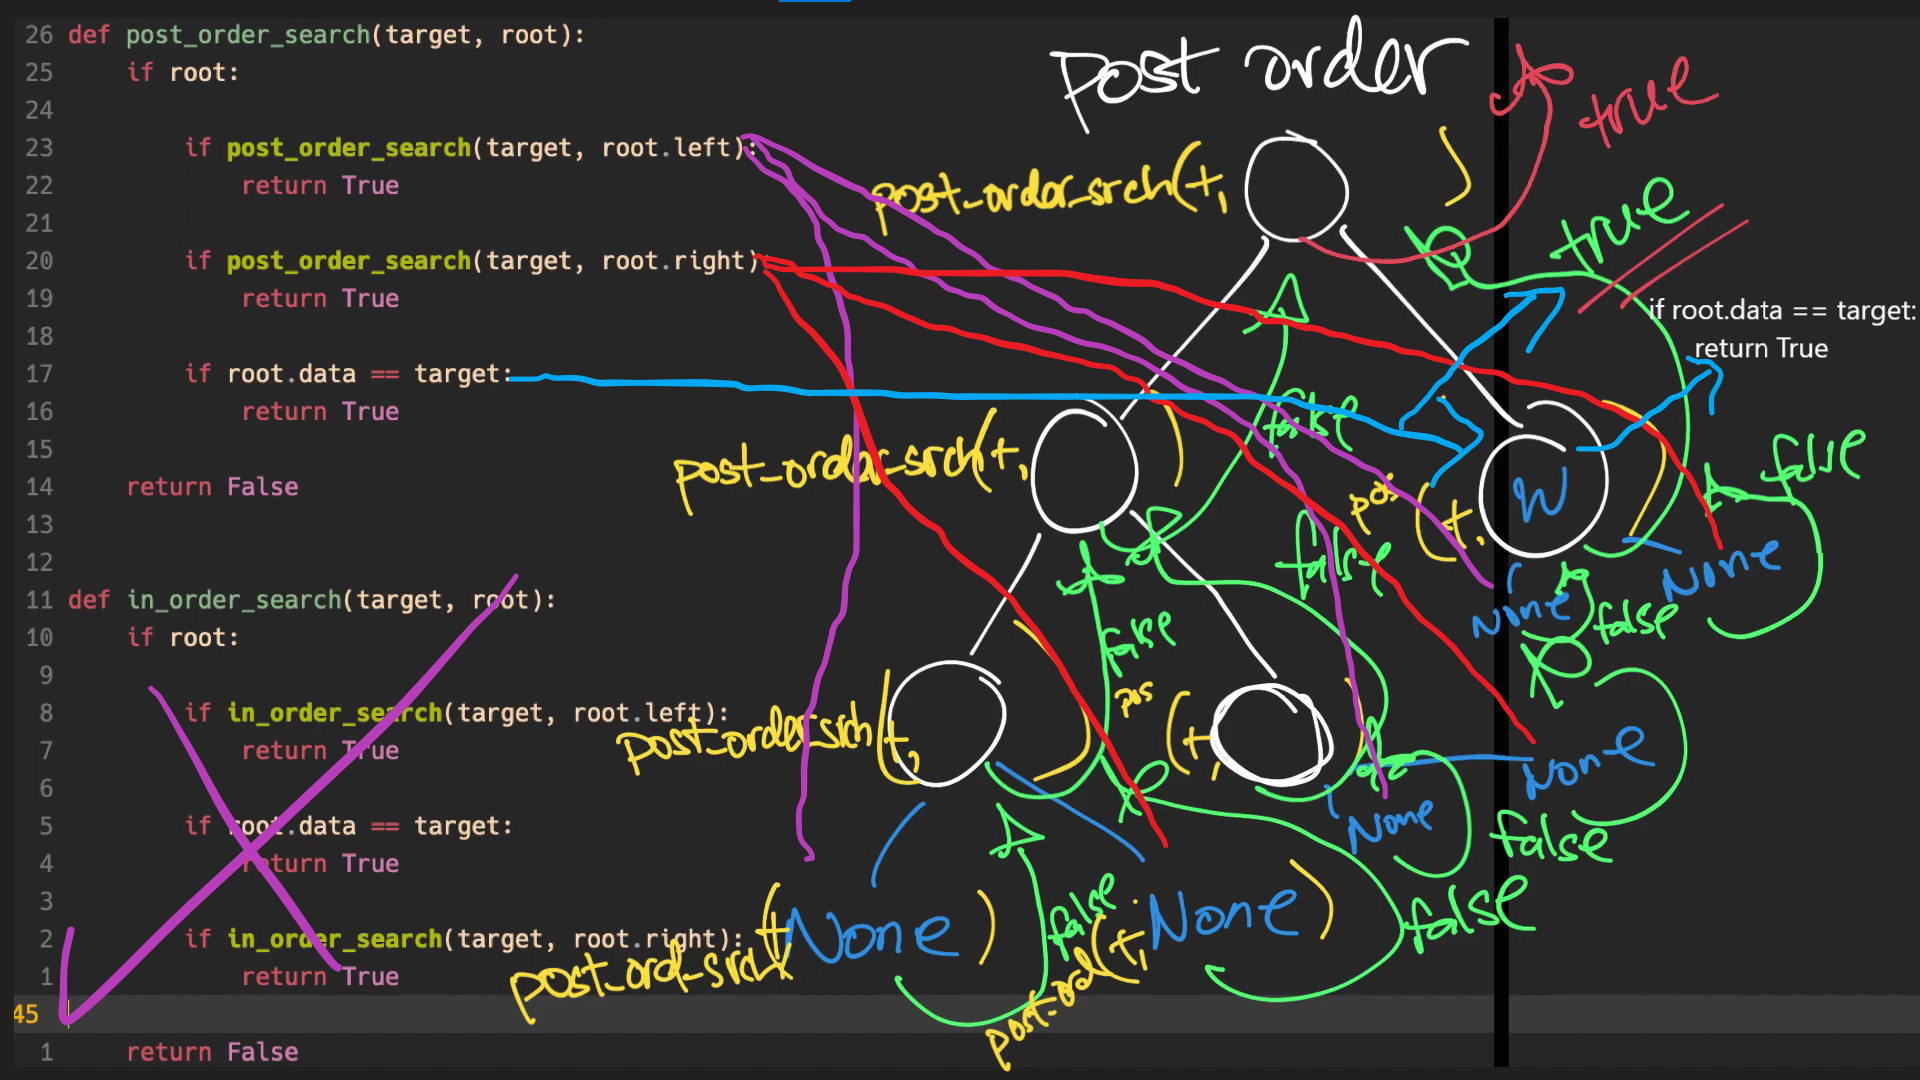 26 def post_order_search(target, root):
25 if root:
24
23 if post_order_search(target, root.left):
22 return True
21
20 if post_order_search(target, root.right)
19 return True
18
17 if root.data == target:
16 return True
15
14 return False
13
12
11 def in_order_search(target, root):
10 if root:
9
8 if in_order_search(target, root.left):
7 return True
6
5 if root.data == target:
4 return True
3
2 if in_order_search(target, root.right):
1 return True
45
1 return False
Post order
true
post_order_srch(t, )
true
if root.data == target:
return True
false
post_order_srch(t, )
false
pos (t, W )
false
None
None
false
false
post_order_srch(t, )
pos (t, )
None
None
false
false
post_ord_srch(t, None)
false
post_ord(t, None)